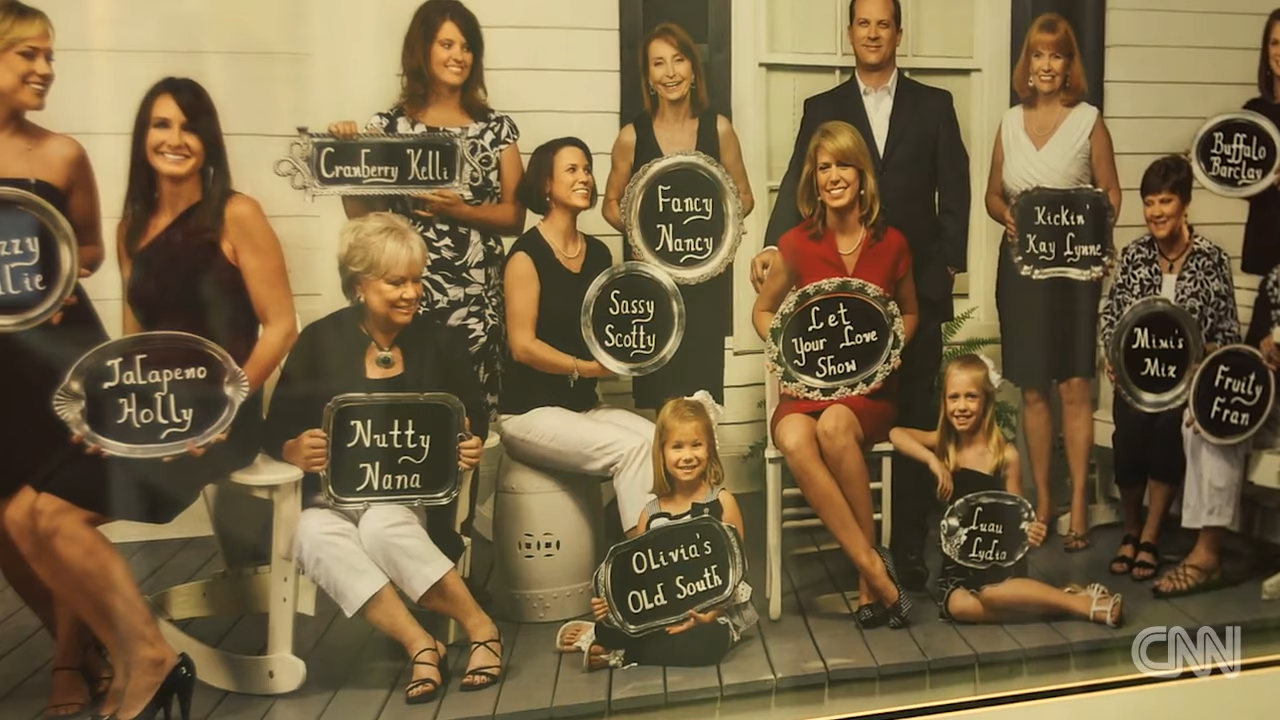 Cranberry Kelli
Fancy
Nancy
Buffalo
Barclay
Kickin'
Kay Lynne
Sassy
Scotty
Let
Your Love
Show
Mimi's
Mix
Jalapeno
Holly
Fruity
Fran
Nutty
Nana
Luau
Lydia
Olivia's
Old South
CNN